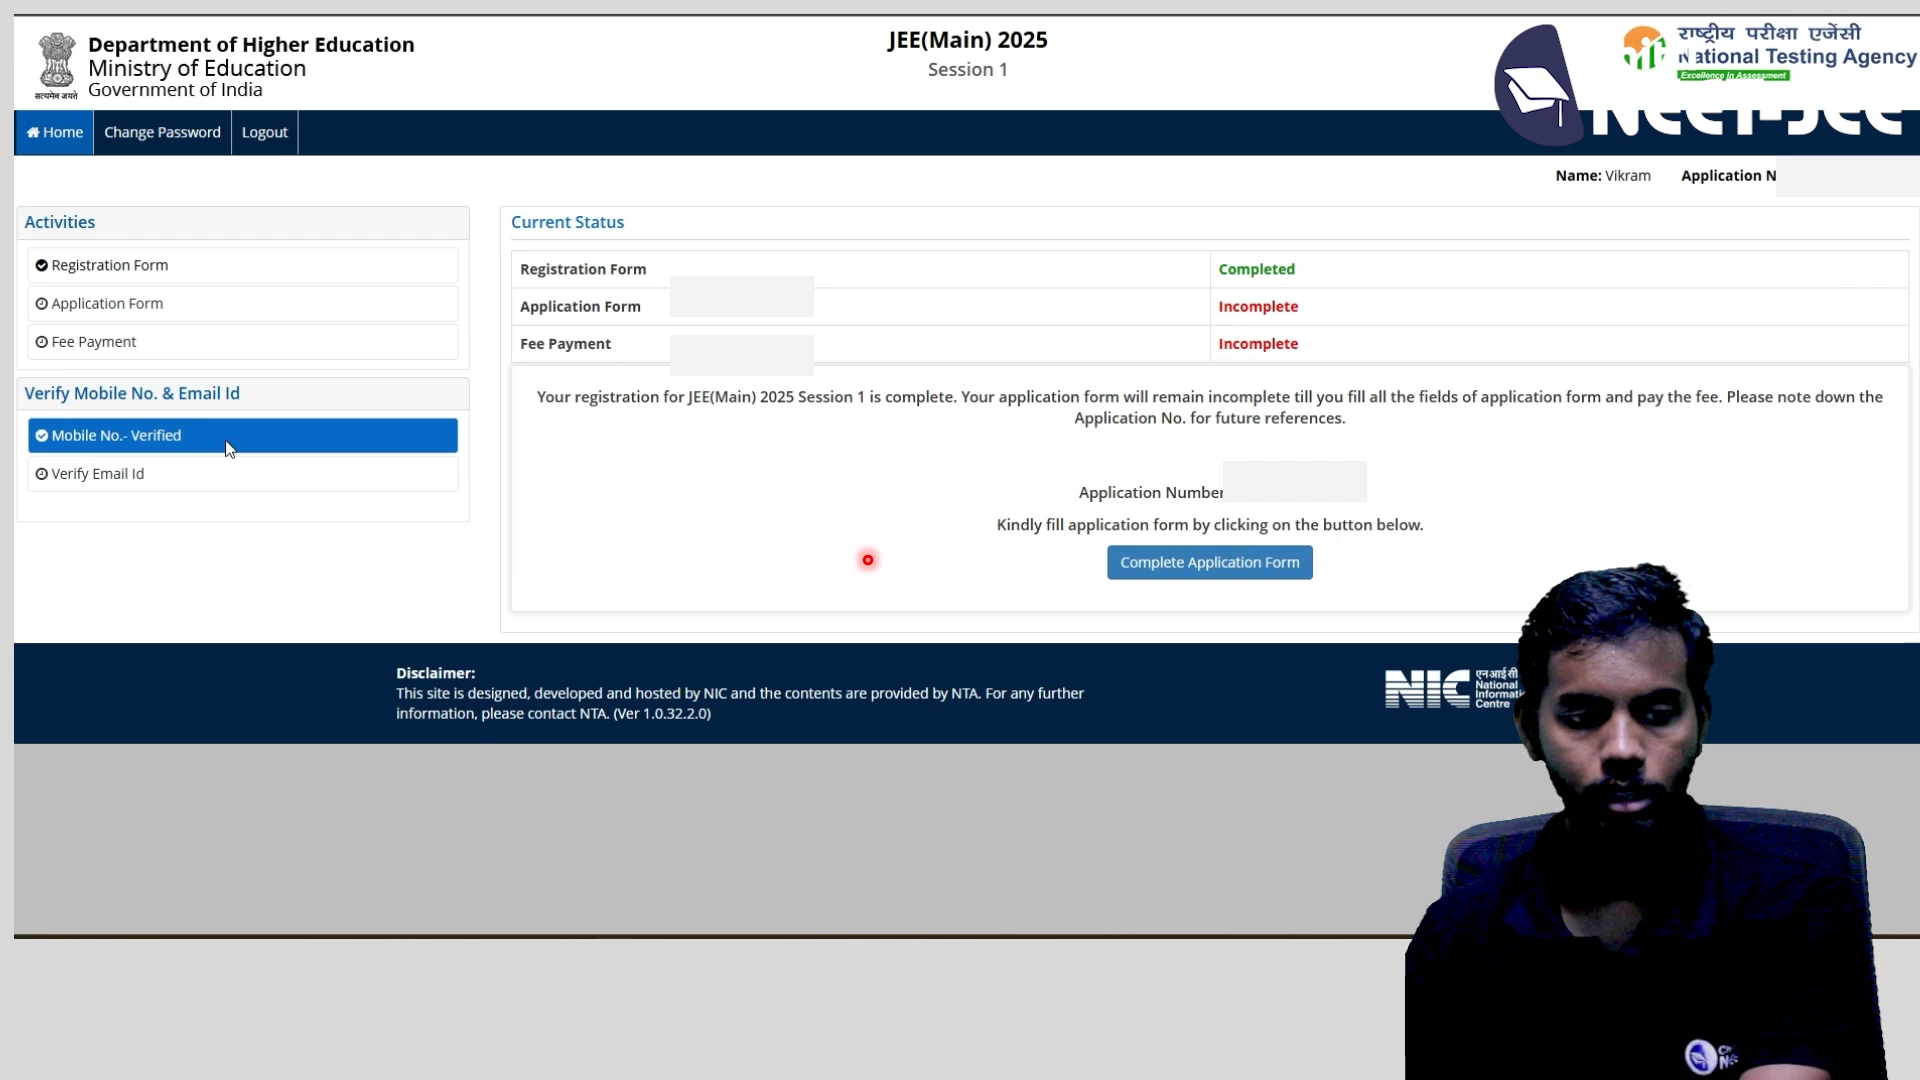 Department of Higher Education
Ministry of Education
Government of India
सत्यमेव जयते
JEE(Main) 2025
Session 1
राष्ट्रीय परीक्षा एजेंसी
National Testing Agency
Excellence in Assessment
NEET-JEE
Home
Change Password
Logout
Name: Vikram
Application N
Activities
Registration Form
Application Form
Fee Payment
Verify Mobile No. & Email Id
Mobile No.- Verified
Verify Email Id
Current Status
Registration Form Completed
Application Form Incomplete
Fee Payment Incomplete
Your registration for JEE(Main) 2025 Session 1 is complete. Your application form will remain incomplete till you fill all the fields of application form and pay the fee. Please note down the
Application No. for future references.
Application Number
Kindly fill application form by clicking on the button below.
Complete Application Form
Disclaimer:
This site is designed, developed and hosted by NIC and the contents are provided by NTA. For any further
information, please contact NTA. (Ver 1.0.32.2.0)
NIC
एनआईसी
National
Informati
Centre